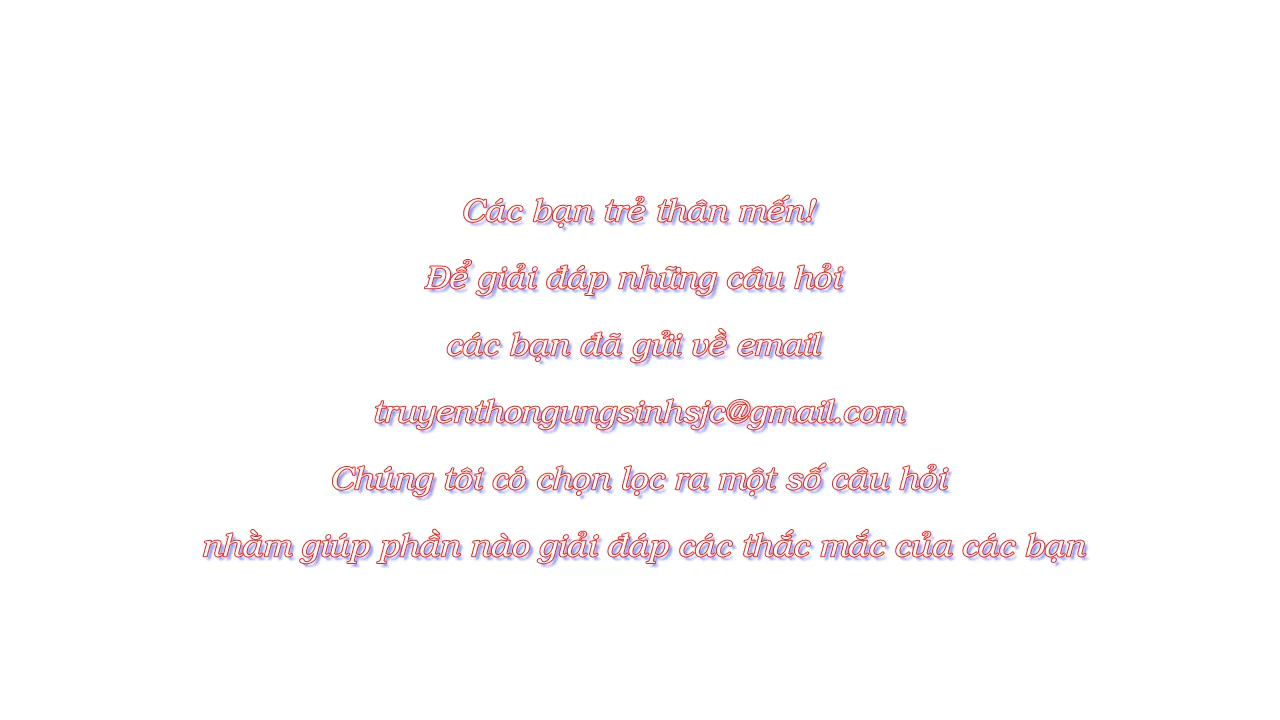 Các bạn trẻ thân mến!
Để giải đáp những câu hỏi
các bạn đã gửi về email
truyenthongungsinhsjc@gmail.com
Chúng tôi có chọn lọc ra một số câu hỏi
nhằm giúp phần nào giải đáp các thắc mắc của các bạn